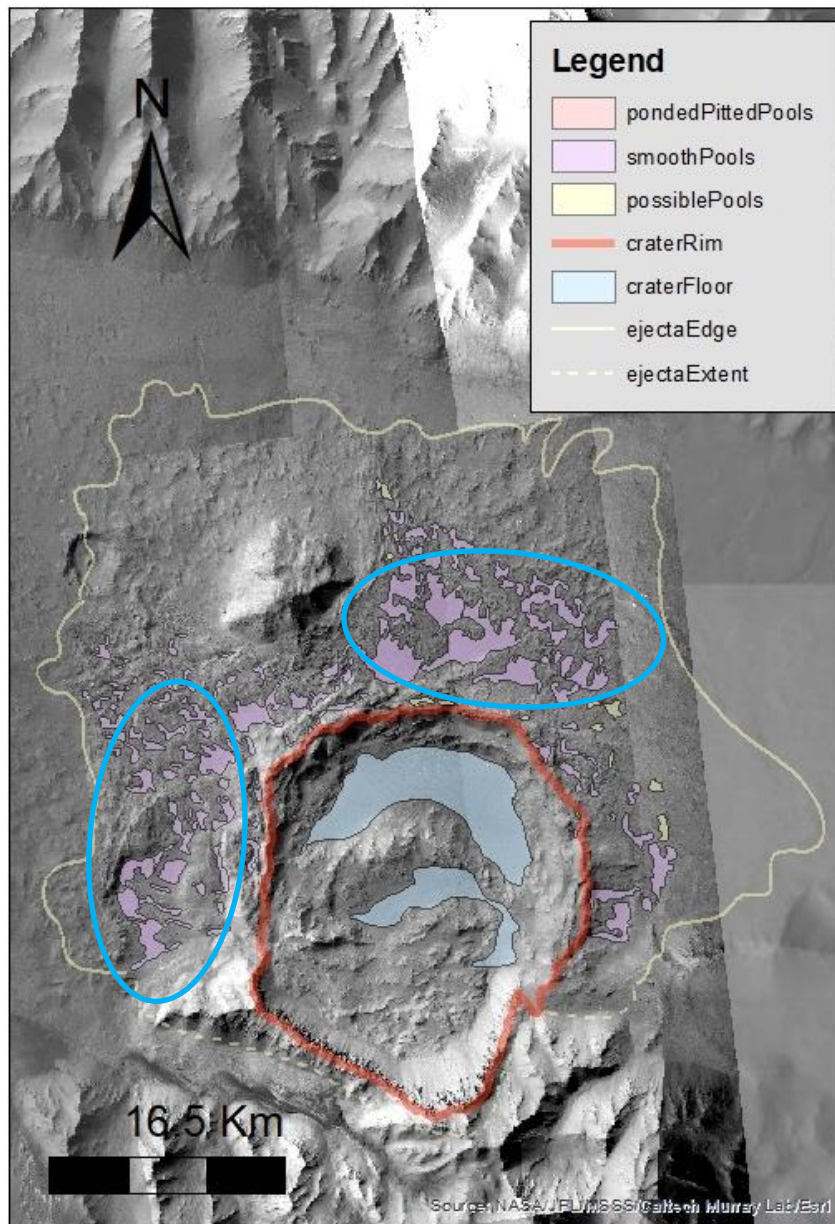 Legend
N
pondedPittedPools
smoothPools
possiblePools
craterRim
craterFloor
ejectaEdge
ejectaExtent
16.5 Km
Source: NASA/JPL/MSSS/Caltech Murray Lab/Esri